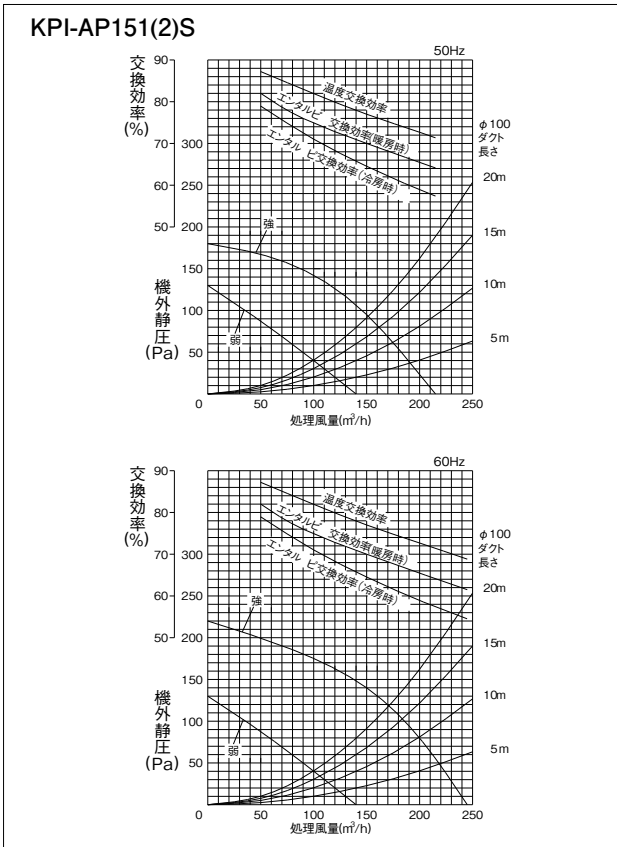 KPI-AP151(2)S
50Hz
交換効率(%)
90
80
70
60
50
温度交換効率
エンタルピ 交換効率(暖房時)
エンタル ピ交換効率(冷房時)
φ100
ダクト
長さ
20m
15m
10m
5m
機外静圧(Pa)
300
250
200
150
100
50
強
弱
0
50
100
150
200
250
処理風量(m³/h)
60Hz
交換効率(%)
90
80
70
60
50
温度交換効率
エンタルピ 交換効率(暖房時)
エンタル ピ交換効率(冷房時)
φ100
ダクト
長さ
20m
15m
10m
5m
機外静圧(Pa)
300
250
200
150
100
50
強
弱
0
50
100
150
200
250
処理風量(m³/h)